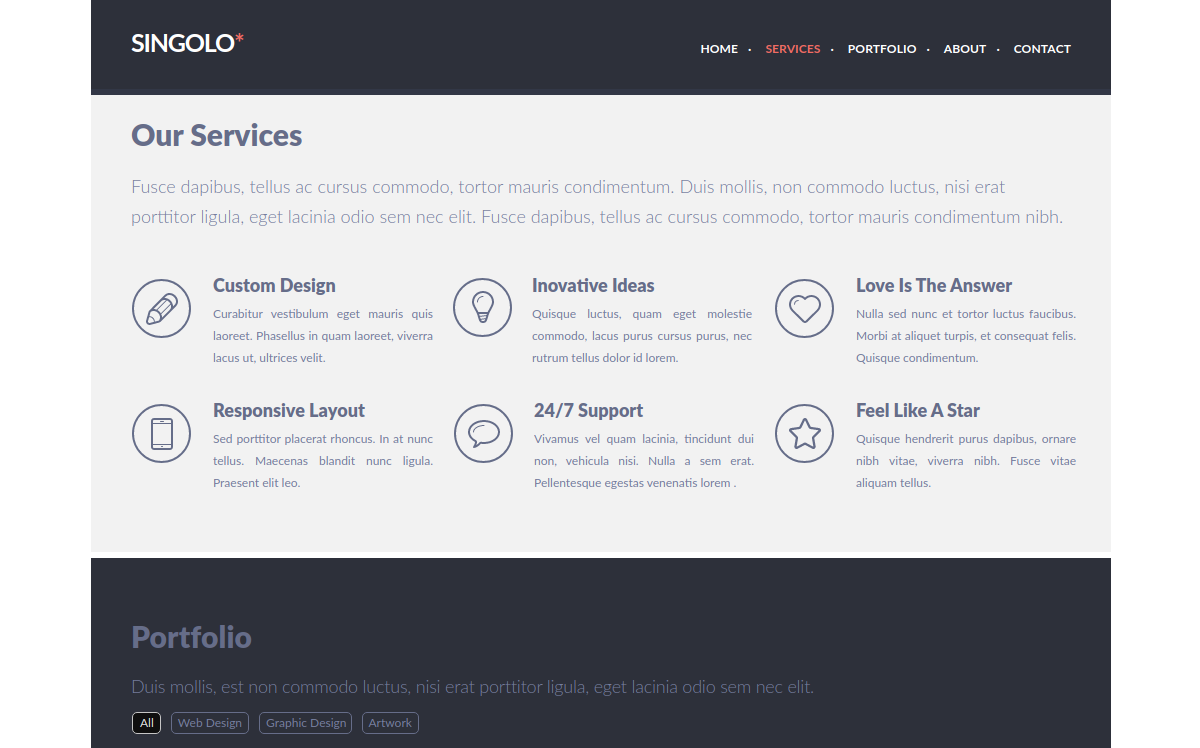 SINGOLO*
HOME · SERVICES · PORTFOLIO · ABOUT · CONTACT
Our Services
Fusce dapibus, tellus ac cursus commodo, tortor mauris condimentum. Duis mollis, non commodo luctus, nisi erat
porttitor ligula, eget lacinia odio sem nec elit. Fusce dapibus, tellus ac cursus commodo, tortor mauris condimentum nibh.
Custom Design
Curabitur vestibulum eget mauris quis
laoreet. Phasellus in quam laoreet, viverra
lacus ut, ultrices velit.
Inovative Ideas
Quisque luctus, quam eget molestie
commodo, lacus purus cursus purus, nec
rutrum tellus dolor id lorem.
Love Is The Answer
Nulla sed nunc et tortor luctus faucibus.
Morbi at aliquet turpis, et consequat felis.
Quisque condimentum.
Responsive Layout
Sed porttitor placerat rhoncus. In at nunc
tellus. Maecenas blandit nunc ligula.
Praesent elit leo.
24/7 Support
Vivamus vel quam lacinia, tincidunt dui
non, vehicula nisi. Nulla a sem erat.
Pellentesque egestas venenatis lorem .
Feel Like A Star
Quisque hendrerit purus dapibus, ornare
nibh vitae, viverra nibh. Fusce vitae
aliquam tellus.
Portfolio
Duis mollis, est non commodo luctus, nisi erat porttitor ligula, eget lacinia odio sem nec elit.
All Web Design Graphic Design Artwork